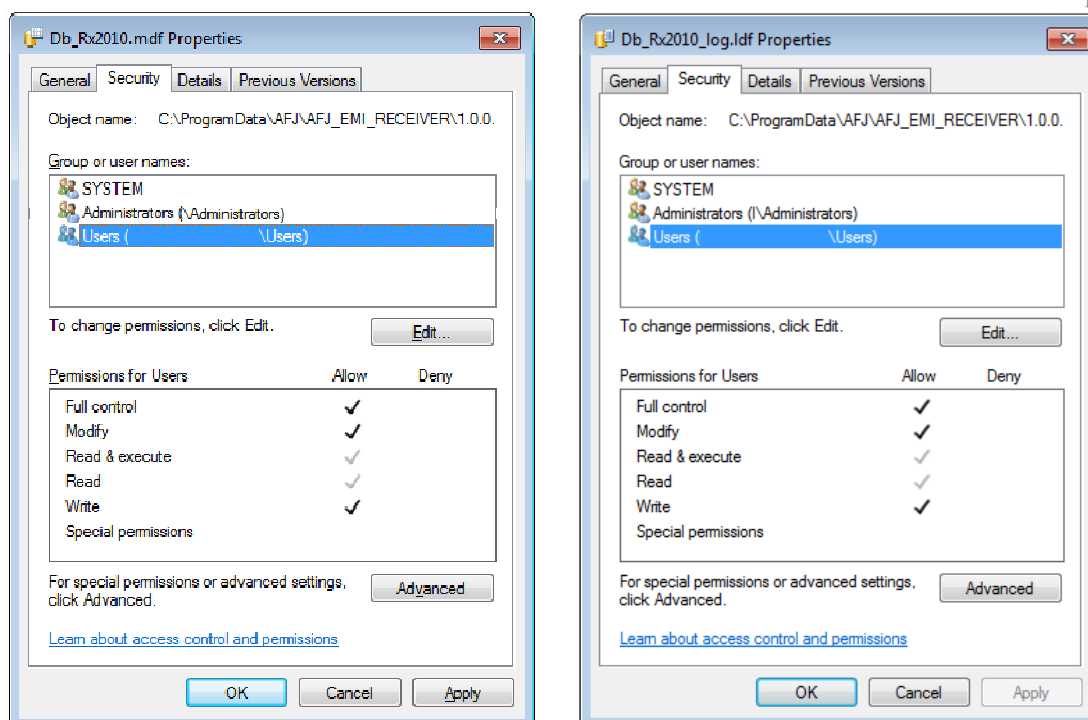 Db_Rx2010.mdf Properties
General Security Details Previous Versions
Object name: C:\ProgramData\AFJ\AFJ_EMI_RECEIVER\1.0.0.
Group or user names:
SYSTEM
Administrators (\Administrators)
Users ( \Users)
To change permissions, click Edit.
Edit...
Permissions for Users Allow Deny
Full control
Modify
Read & execute
Read
Write
Special permissions
For special permissions or advanced settings,
click Advanced.
Advanced
Learn about access control and permissions
OK Cancel Apply
Db_Rx2010_log.ldf Properties
General Security Details Previous Versions
Object name: C:\ProgramData\AFJ\AFJ_EMI_RECEIVER\1.0.0.
Group or user names:
SYSTEM
Administrators (I\Administrators)
Users ( \Users)
To change permissions, click Edit.
Edit...
Permissions for Users Allow Deny
Full control
Modify
Read & execute
Read
Write
Special permissions
For special permissions or advanced settings,
click Advanced.
Advanced
Learn about access control and permissions
OK Cancel Apply